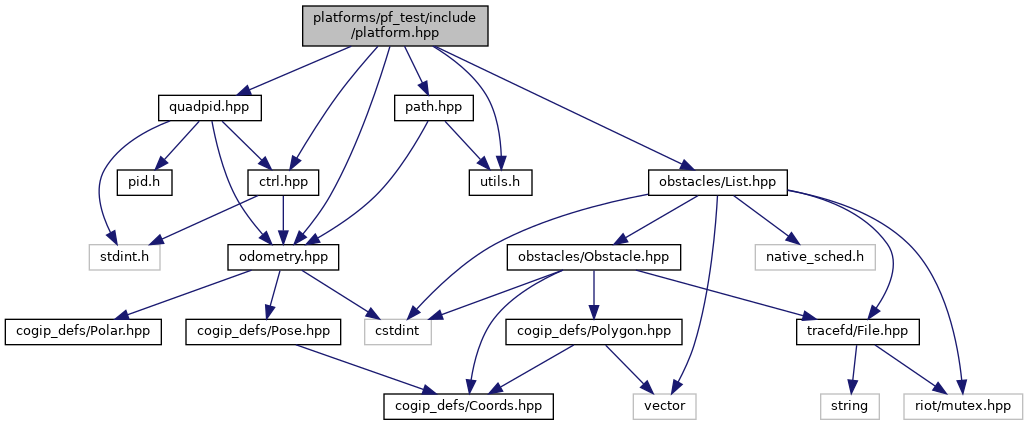 platforms/pf_test/include
/platform.hpp
quadpid.hpp
path.hpp
pid.h
ctrl.hpp
utils.h
obstacles/List.hpp
stdint.h
odometry.hpp
obstacles/Obstacle.hpp
native_sched.h
cogip_defs/Polar.hpp
cogip_defs/Pose.hpp
cstdint
cogip_defs/Polygon.hpp
tracefd/File.hpp
cogip_defs/Coords.hpp
vector
string
riot/mutex.hpp